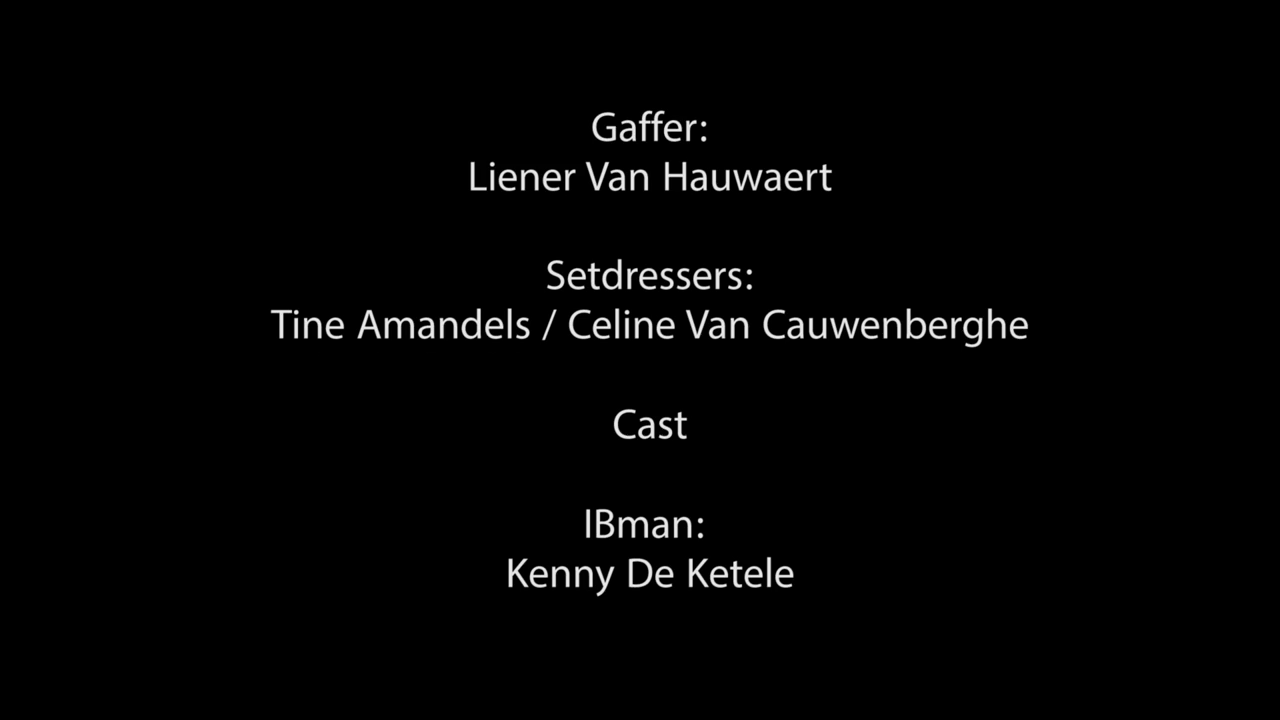 Gaffer:
Liener Van Hauwaert
Setdressers:
Tine Amandels / Celine Van Cauwenberghe
Cast
IBman:
Kenny De Ketele